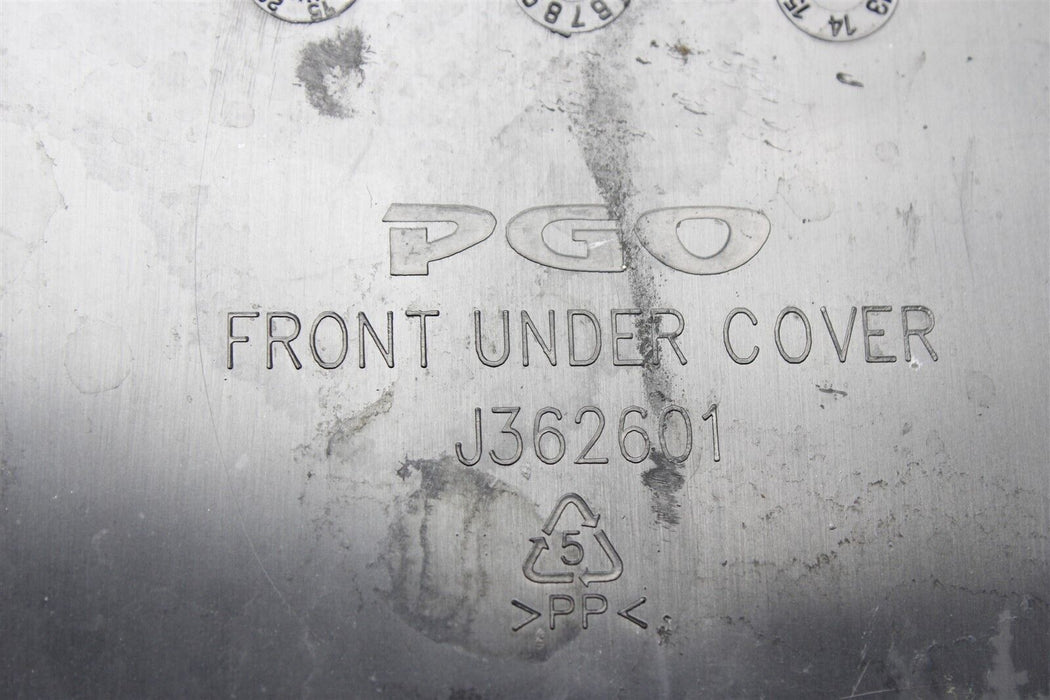 PGO
FRONT UNDER COVER
J362601
5
>PP<